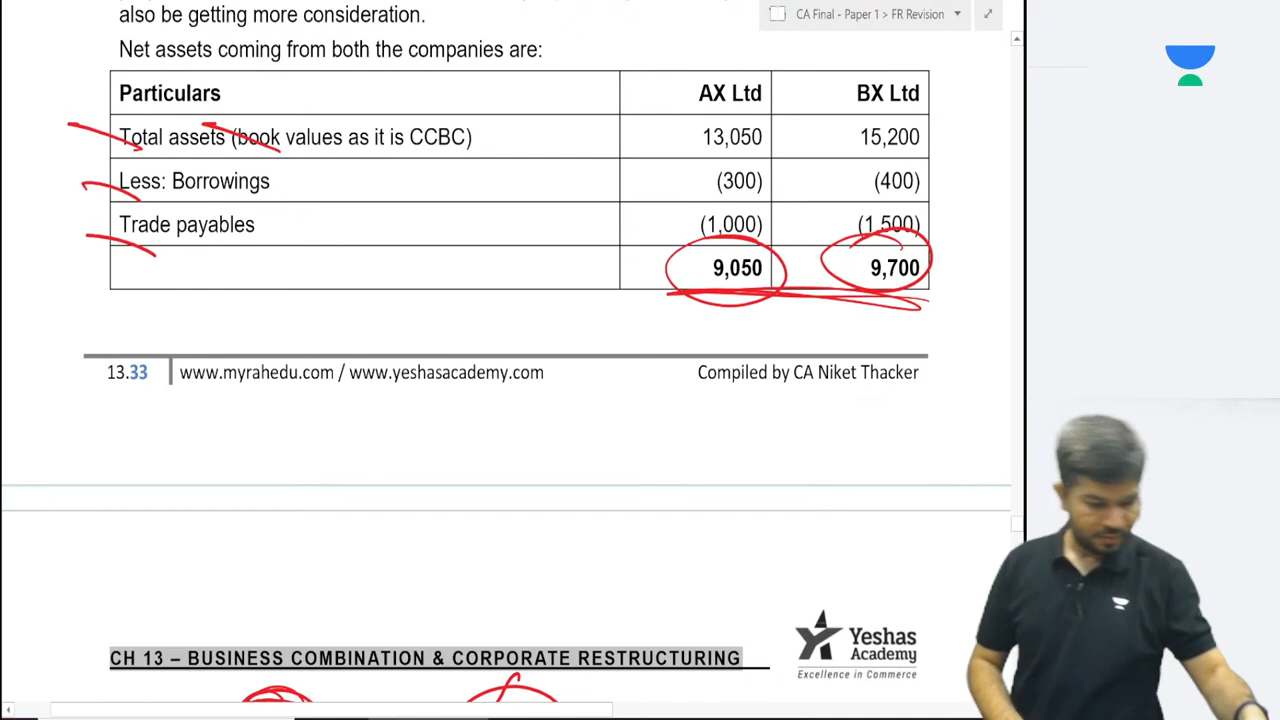 also be getting more consideration.
CA Final - Paper 1 > FR Revision
Net assets coming from both the companies are:
Particulars AX Ltd BX Ltd
Total assets (book values as it is CCBC) 13,050 15,200
Less: Borrowings (300) (400)
Trade payables (1,000) (1,500)
9,050 9,700
13.33 www.myrahedu.com / www.yeshasacademy.com Compiled by CA Niket Thacker
Yeshas
Academy
Excellence in Commerce
CH 13 – BUSINESS COMBINATION & CORPORATE RESTRUCTURING